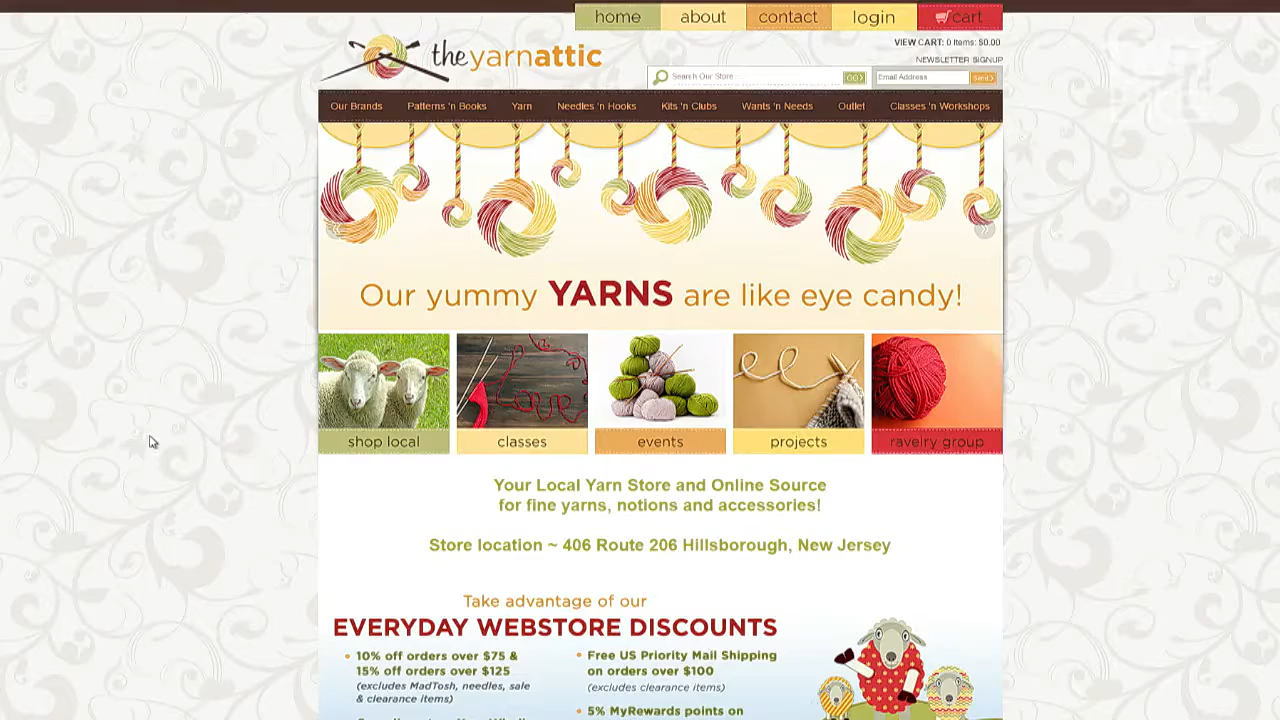 home about contact login cart
VIEW CART: 0 Items: $0.00
NEWSLETTER SIGNUP
theyarnattic
Search Our Store... GO Email Address Send
Our Brands Patterns 'n Books Yarn Needles 'n Hooks Kits 'n Clubs Wants 'n Needs Outlet Classes 'n Workshops
Our yummy YARNS are like eye candy!
Love
shop local classes events projects ravelry group
Your Local Yarn Store and Online Source
for fine yarns, notions and accessories!
Store location ~ 406 Route 206 Hillsborough, New Jersey
Take advantage of our
EVERYDAY WEBSTORE DISCOUNTS
• 10% off orders over $75 &
15% off orders over $125
(excludes MadTosh, needles, sale
& clearance items)
• Free US Priority Mail Shipping
on orders over $100
(excludes clearance items)
• 5% MyRewards points on